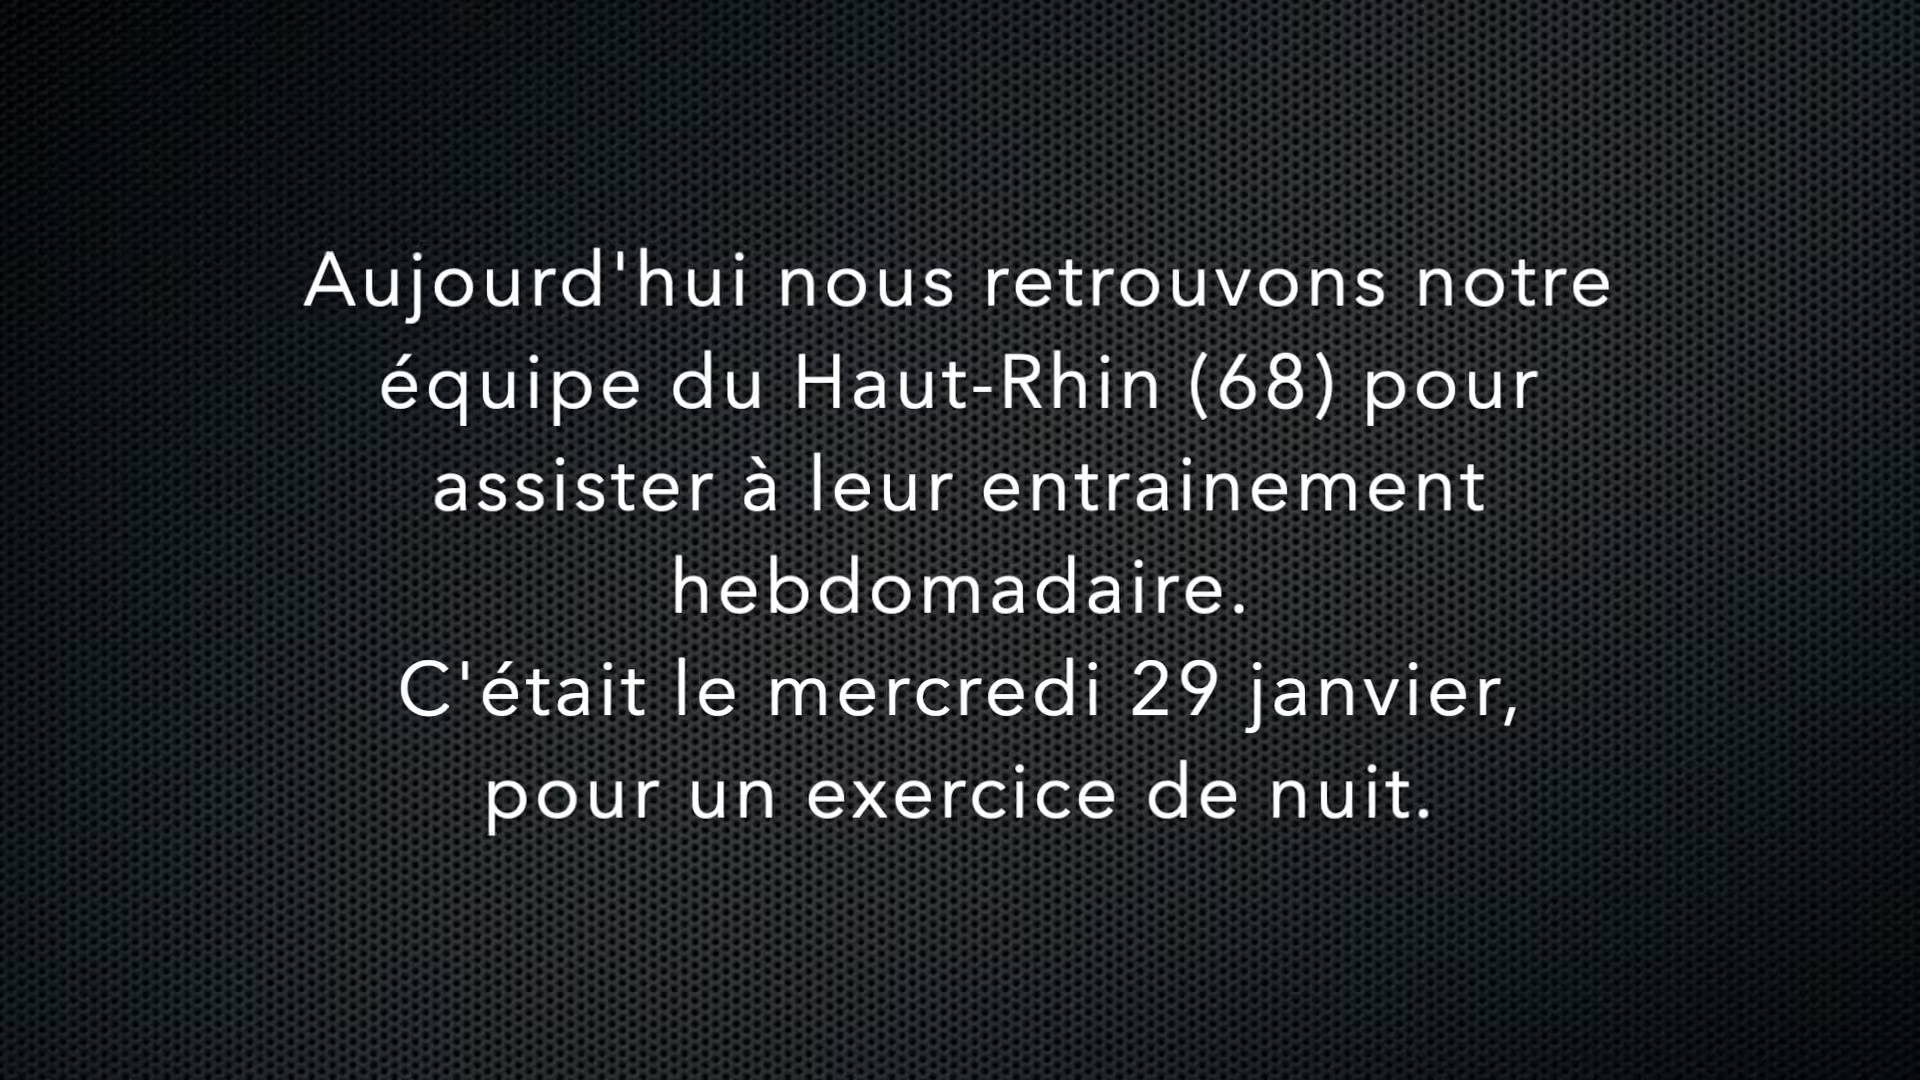 Aujourd'hui nous retrouvons notre
équipe du Haut-Rhin (68) pour
assister à leur entrainement
hebdomadaire.
C'était le mercredi 29 janvier,
pour un exercice de nuit.